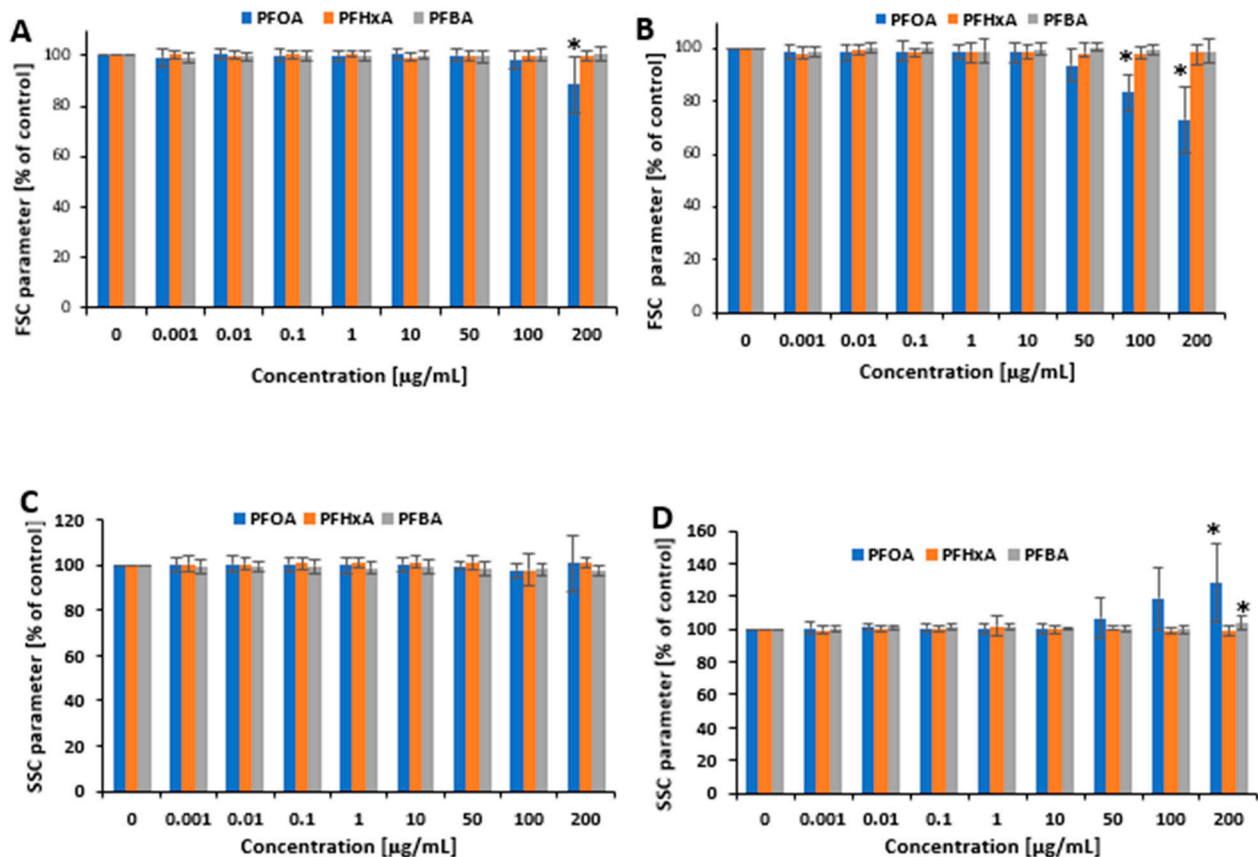 A
PFOA PFHxA PFBA
FSC parameter [% of control]
100
80
60
40
20
0
*
0 0.001 0.01 0.1 1 10 50 100 200
Concentration [µg/mL]
B
PFOA PFHxA PFBA
FSC parameter [% of control]
100
80
60
40
20
0
* *
0 0.001 0.01 0.1 1 10 50 100 200
Concentration [µg/mL]
C
PFOA PFHxA PFBA
SSC parameter [% of control]
120
100
80
60
40
20
0
0 0.001 0.01 0.1 1 10 50 100 200
Concentration [µg/mL]
D
PFOA PFHxA PFBA
SSC parameter [% of control]
160
140
120
100
80
60
40
20
0
* *
0 0.001 0.01 0.1 1 10 50 100 200
Concentration [µg/mL]